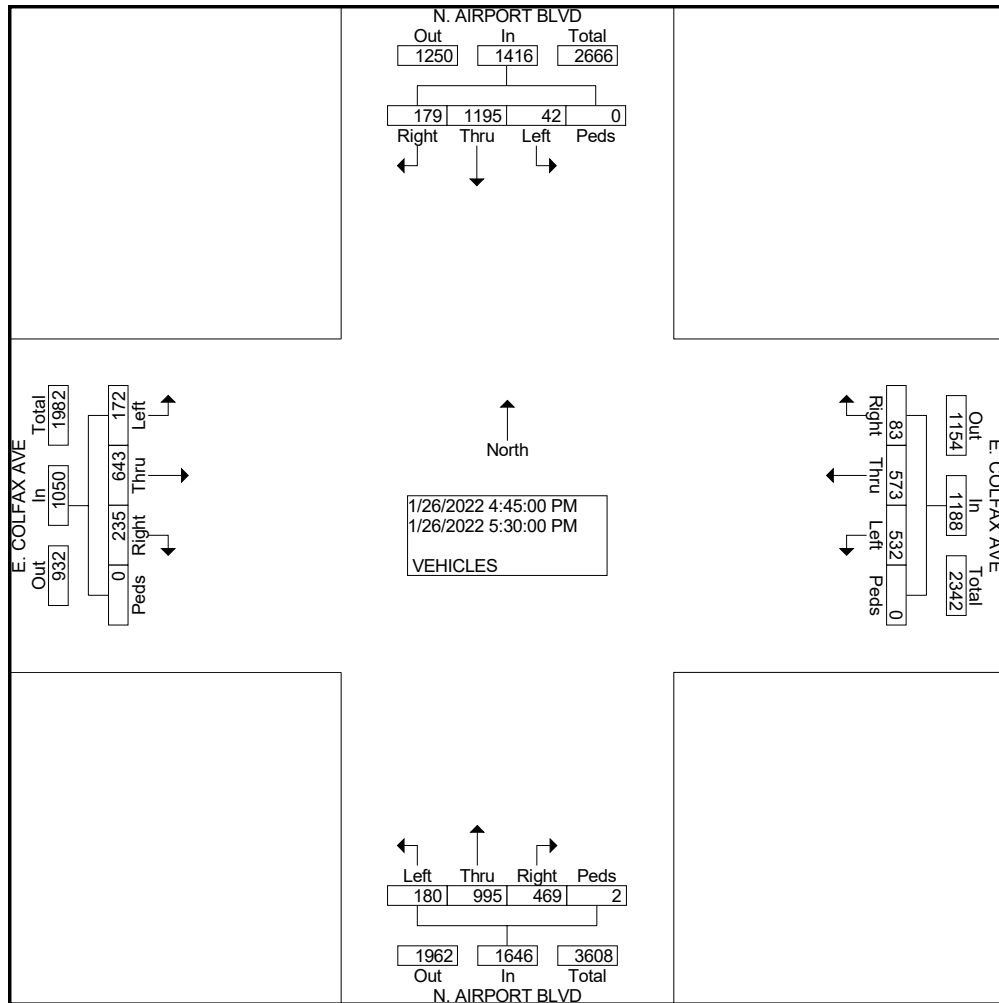 N. AIRPORT BLVD
Out In Total
1250 1416 2666
179 1195 42 0
Right Thru Left Peds
E. COLFAX AVE
Total In Out
1982 1050 932
172 643 235 0
Left Thru Right Peds
North
1/26/2022 4:45:00 PM
1/26/2022 5:30:00 PM
VEHICLES
Right Thru Left Peds
83 573 532 0
Out In Total
1154 1188 2342
E. COLFAX AVE
Left Thru Right Peds
180 995 469 2
1962 1646 3608
Out In Total
N. AIRPORT BLVD